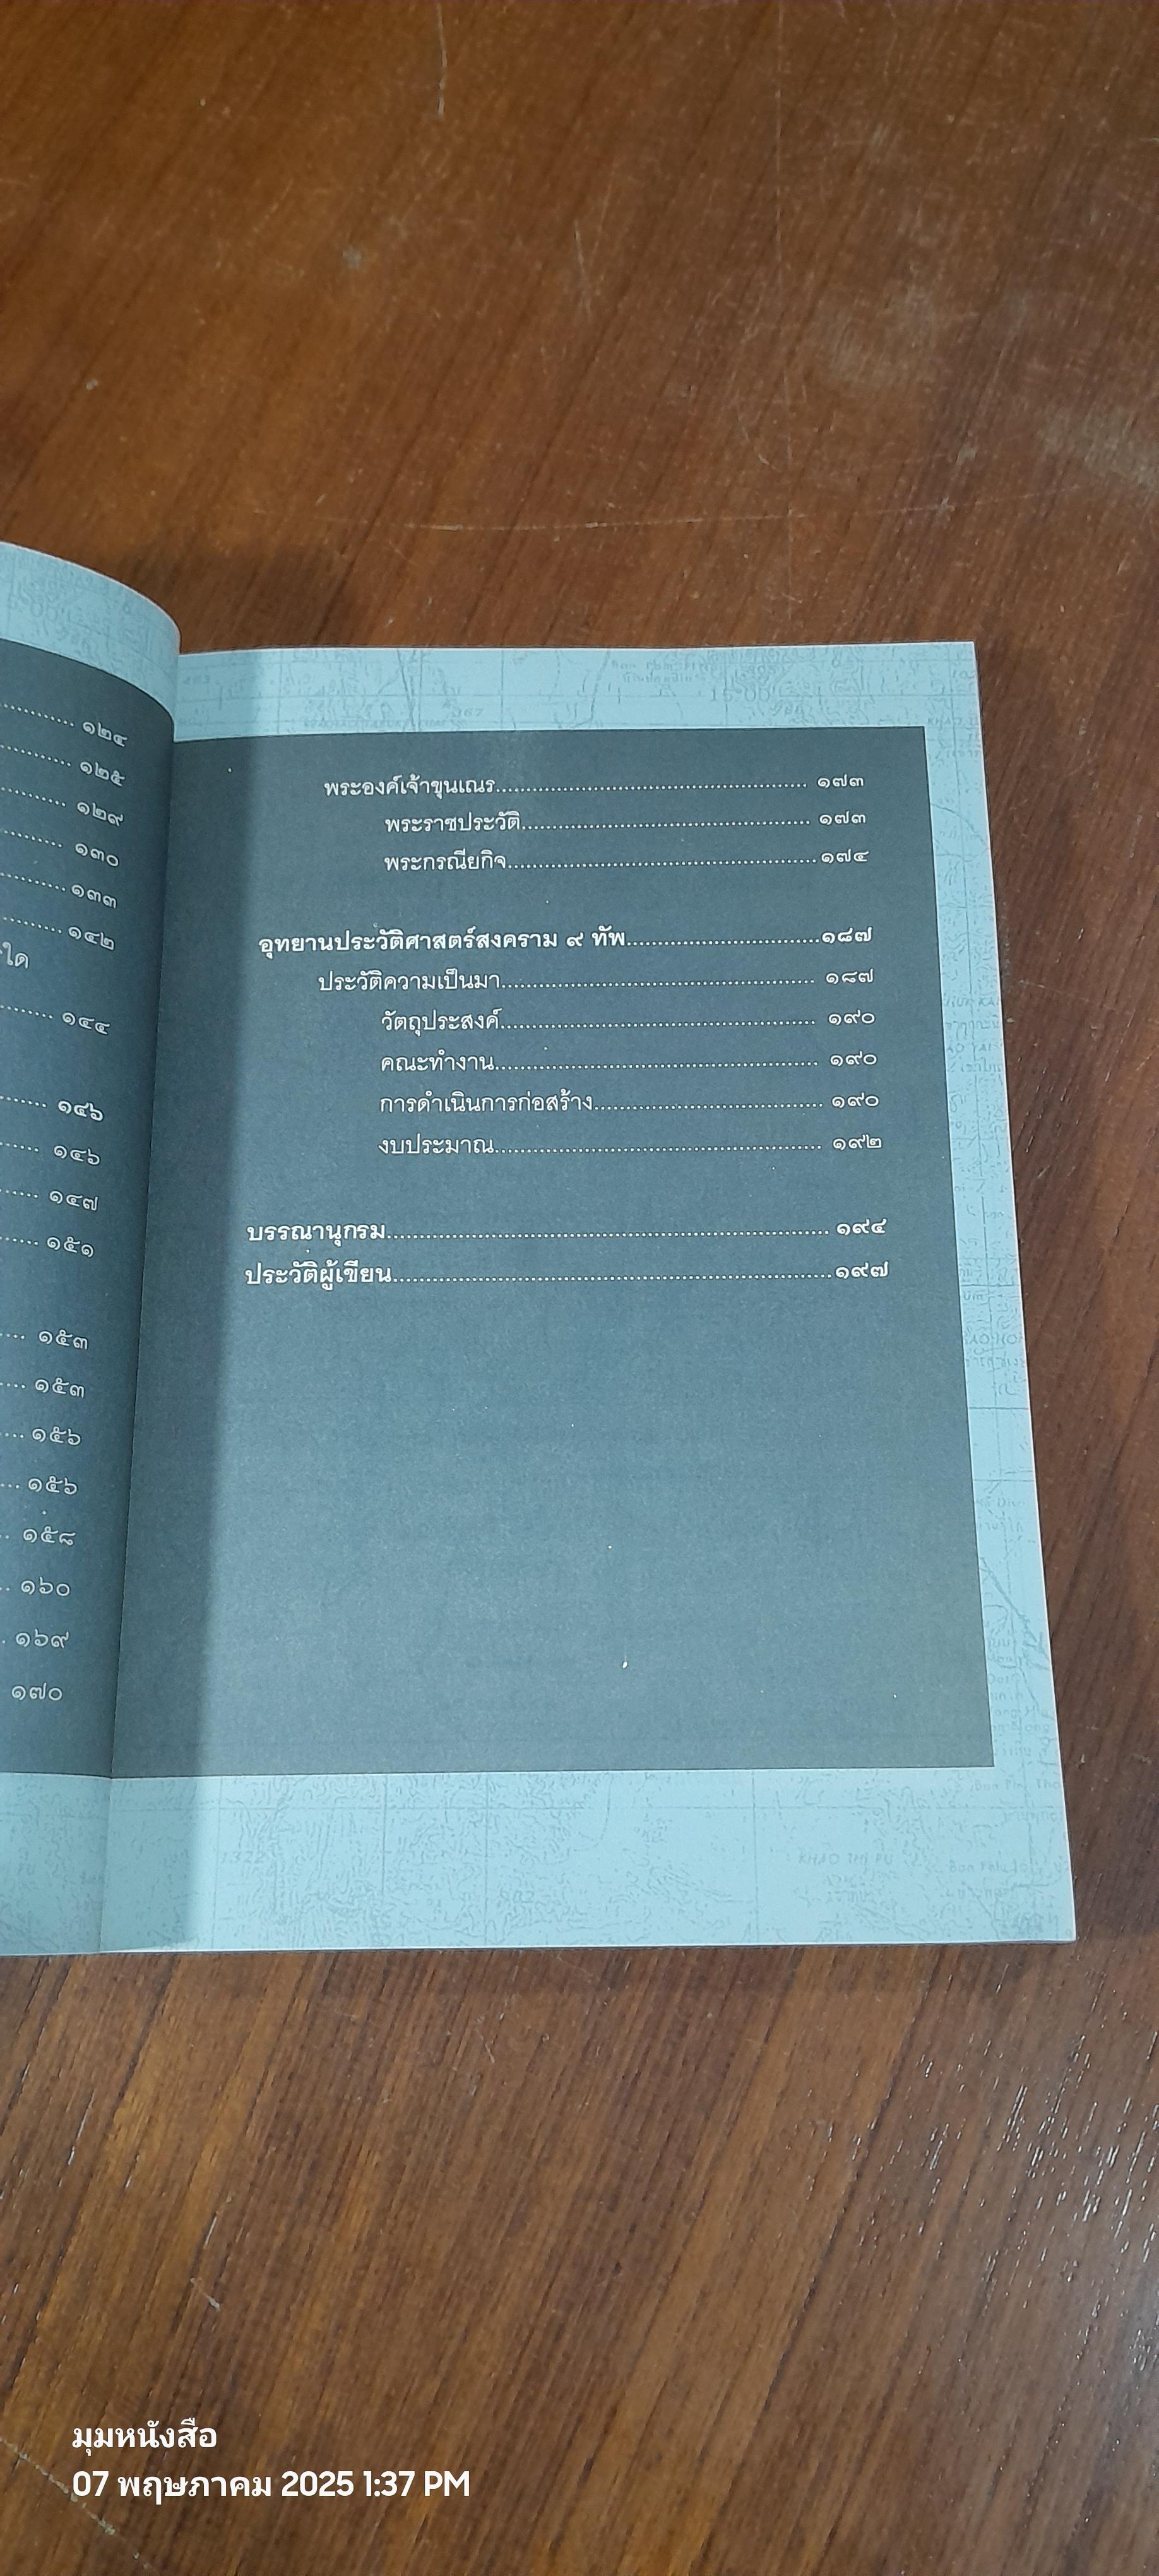 ๑๒๔
๑๒๕
๑๒๙
๑๓๐
๑๓๓
๑๔๒
ใด
๑๔๔
๑๔๖
๑๔๖
๑๔๗
๑๕๑
๑๕๓
๑๕๓
๑๕๖
๑๕๖
๑๕๘
๑๖๐
๑๖๙
๑๗๐
พระองค์เจ้าขุนเณร ๑๗๓
พระราชประวัติ ๑๗๓
พระกรณียกิจ ๑๗๔
อุทยานประวัติศาสตร์สงคราม ๙ ทัพ ๑๘๗
ประวัติความเป็นมา ๑๘๗
วัตถุประสงค์ ๑๙๐
คณะทำงาน ๑๙๐
การดำเนินการก่อสร้าง ๑๙๐
งบประมาณ ๑๙๒
บรรณานุกรม ๑๙๔
ประวัติผู้เขียน ๑๙๗
มุมหนังสือ
07 พฤษภาคม 2025 1:37 PM